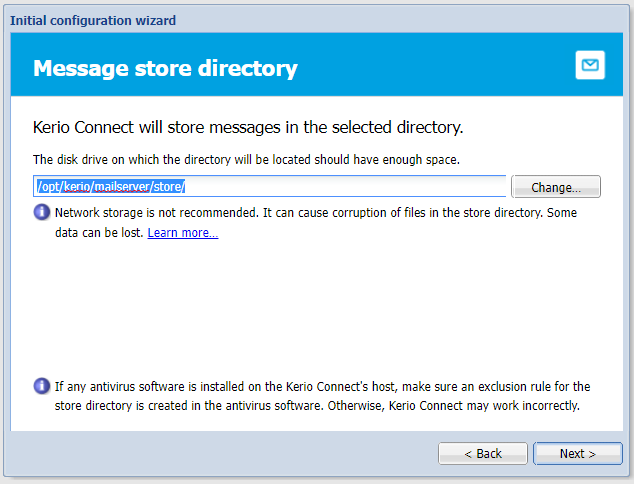 Initial configuration wizard
Message store directory
Kerio Connect will store messages in the selected directory.
The disk drive on which the directory will be located should have enough space.
/opt/kerio/mailserver/store/
Change...
Network storage is not recommended. It can cause corruption of files in the store directory. Some
data can be lost. Learn more...
If any antivirus software is installed on the Kerio Connect's host, make sure an exclusion rule for the
store directory is created in the antivirus software. Otherwise, Kerio Connect may work incorrectly.
< Back
Next >